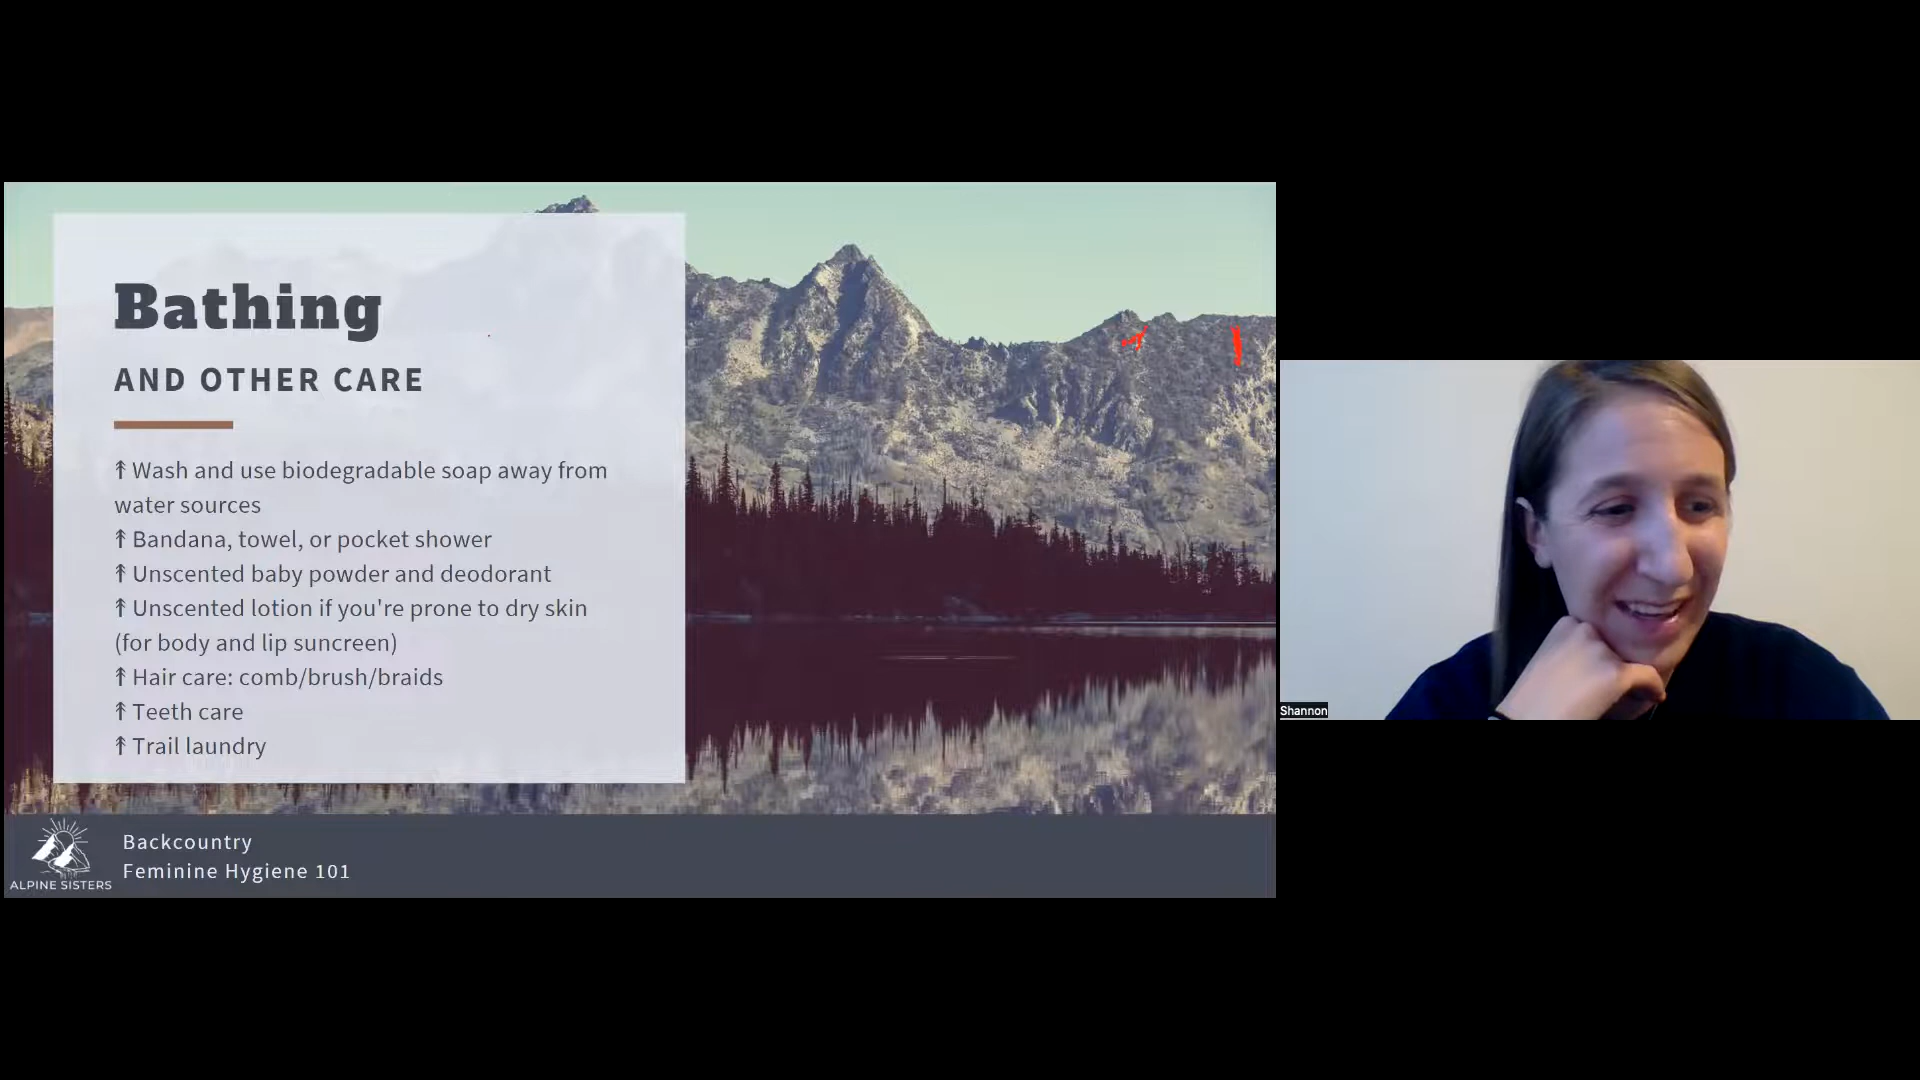 Bathing
AND OTHER CARE
Wash and use biodegradable soap away from
water sources
Bandana, towel, or pocket shower
Unscented baby powder and deodorant
Unscented lotion if you're prone to dry skin
(for body and lip suncreen)
Hair care: comb/brush/braids
Teeth care
Trail laundry
ALPINE SISTERS
Backcountry
Feminine Hygiene 101
Shannon